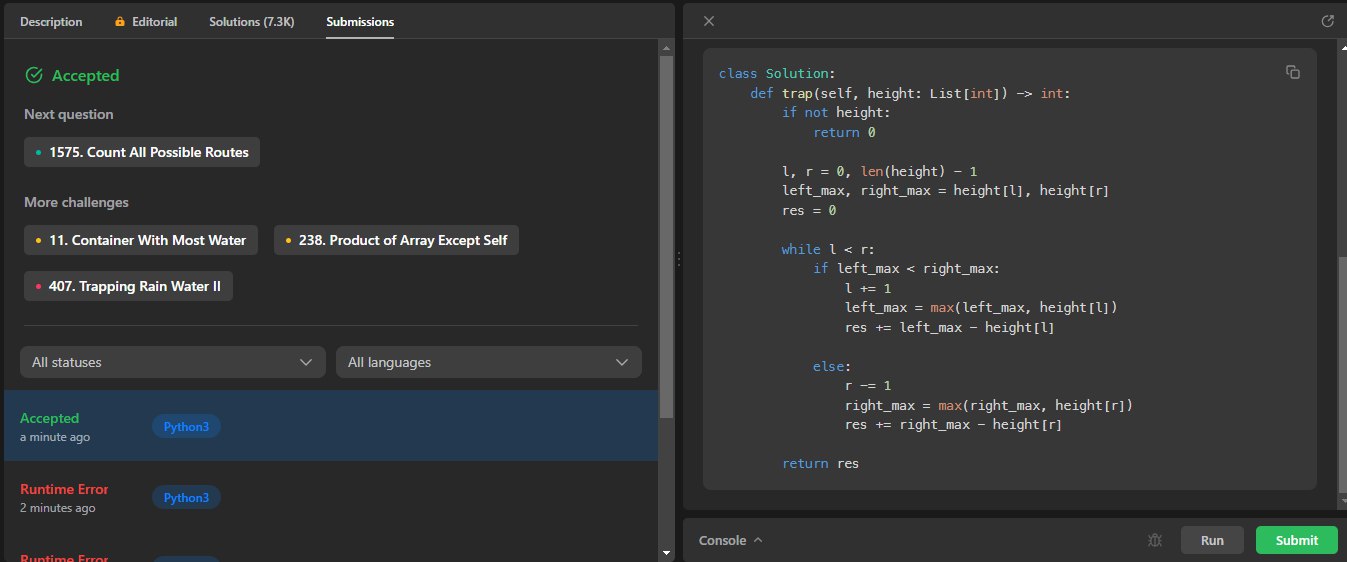 Description Editorial Solutions (7.3K) Submissions
Accepted
Next question
1575. Count All Possible Routes
More challenges
11. Container With Most Water 238. Product of Array Except Self
407. Trapping Rain Water II
All statuses All languages
Accepted Python3
a minute ago
Runtime Error Python3
2 minutes ago
Runtime Error
class Solution:
    def trap(self, height: List[int]) -> int:
        if not height:
            return 0
        l, r = 0, len(height) - 1
        left_max, right_max = height[l], height[r]
        res = 0
        while l < r:
            if left_max < right_max:
                l += 1
                left_max = max(left_max, height[l])
                res += left_max - height[l]
            else:
                r -= 1
                right_max = max(right_max, height[r])
                res += right_max - height[r]
        return res
Console Run Submit